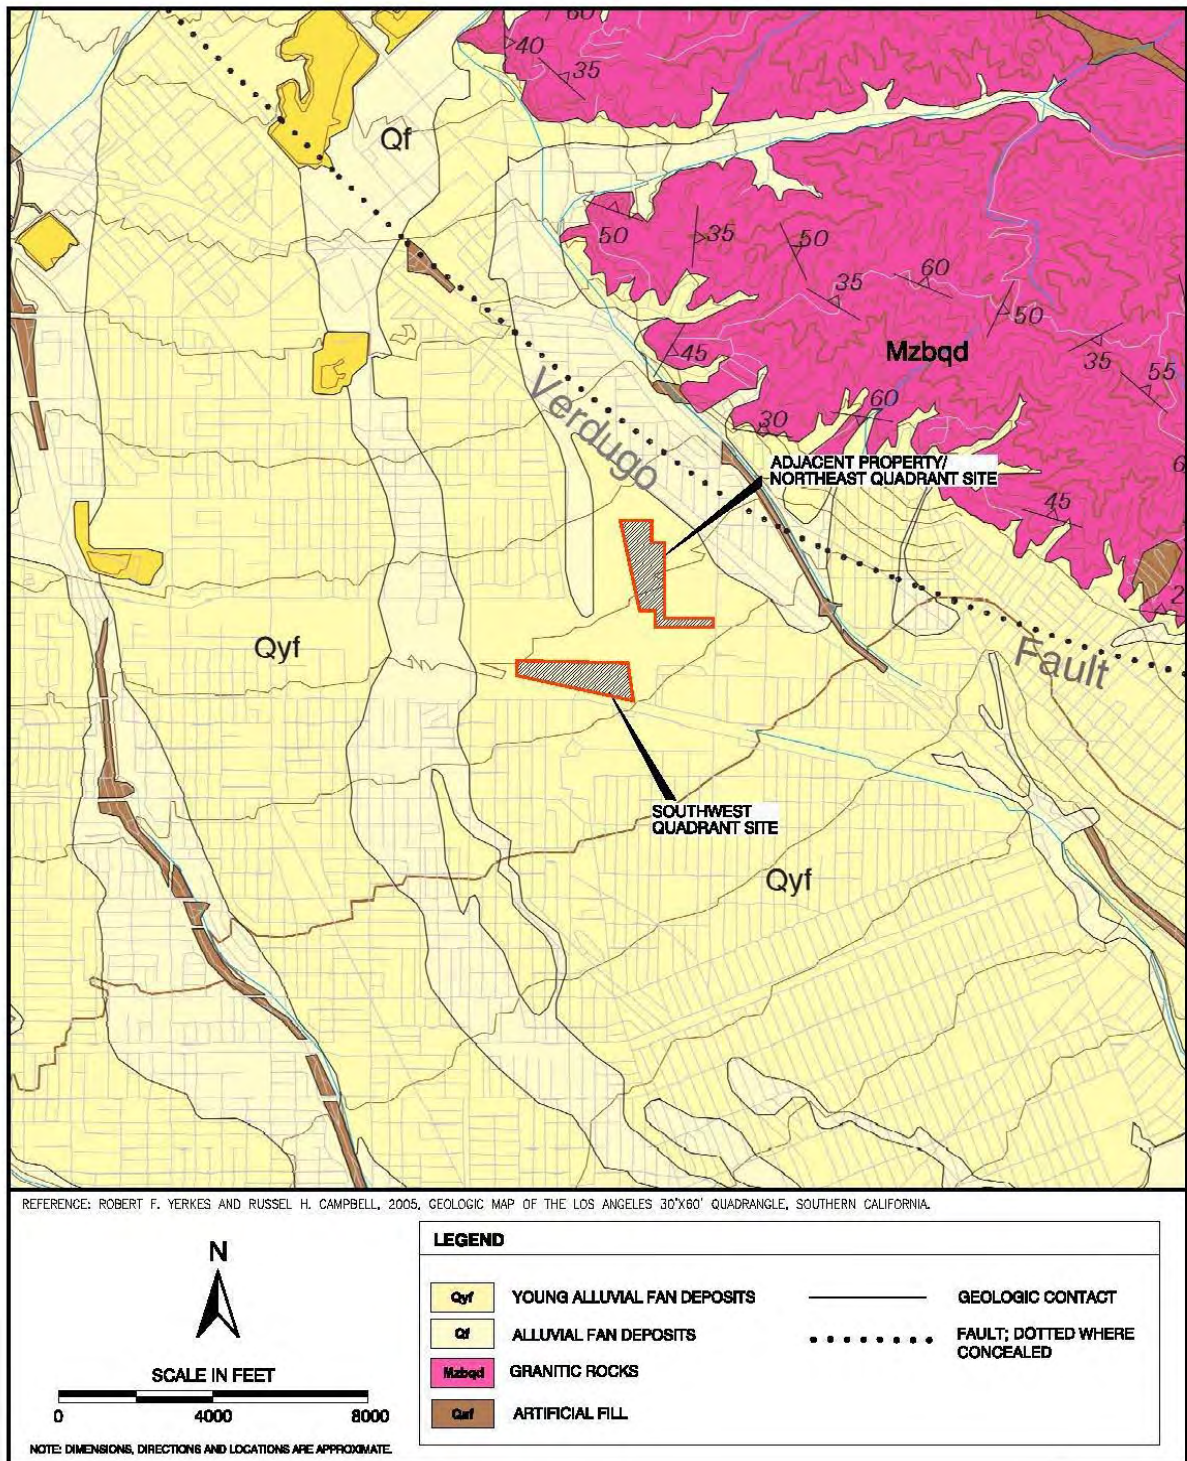 60
40
35
Qf
50
35
50
35
60
50
Mzbqd
45
35
55
60
30
Verdugo
ADJACENT PROPERTY/
NORTHEAST QUADRANT SITE
6
45
2
Qyf
Fault
SOUTHWEST
QUADRANT SITE
Qyf
REFERENCE: ROBERT F. YERKES AND RUSSEL H. CAMPBELL, 2005, GEOLOGIC MAP OF THE LOS ANGELES 30'X60' QUADRANGLE, SOUTHERN CALIFORNIA.
N
SCALE IN FEET
0 4000 8000
NOTE: DIMENSIONS, DIRECTIONS AND LOCATIONS ARE APPROXIMATE.
LEGEND
Qyf YOUNG ALLUVIAL FAN DEPOSITS
Qf ALLUVIAL FAN DEPOSITS
Mzbqd GRANITIC ROCKS
Qaf ARTIFICIAL FILL
GEOLOGIC CONTACT
FAULT; DOTTED WHERE
CONCEALED